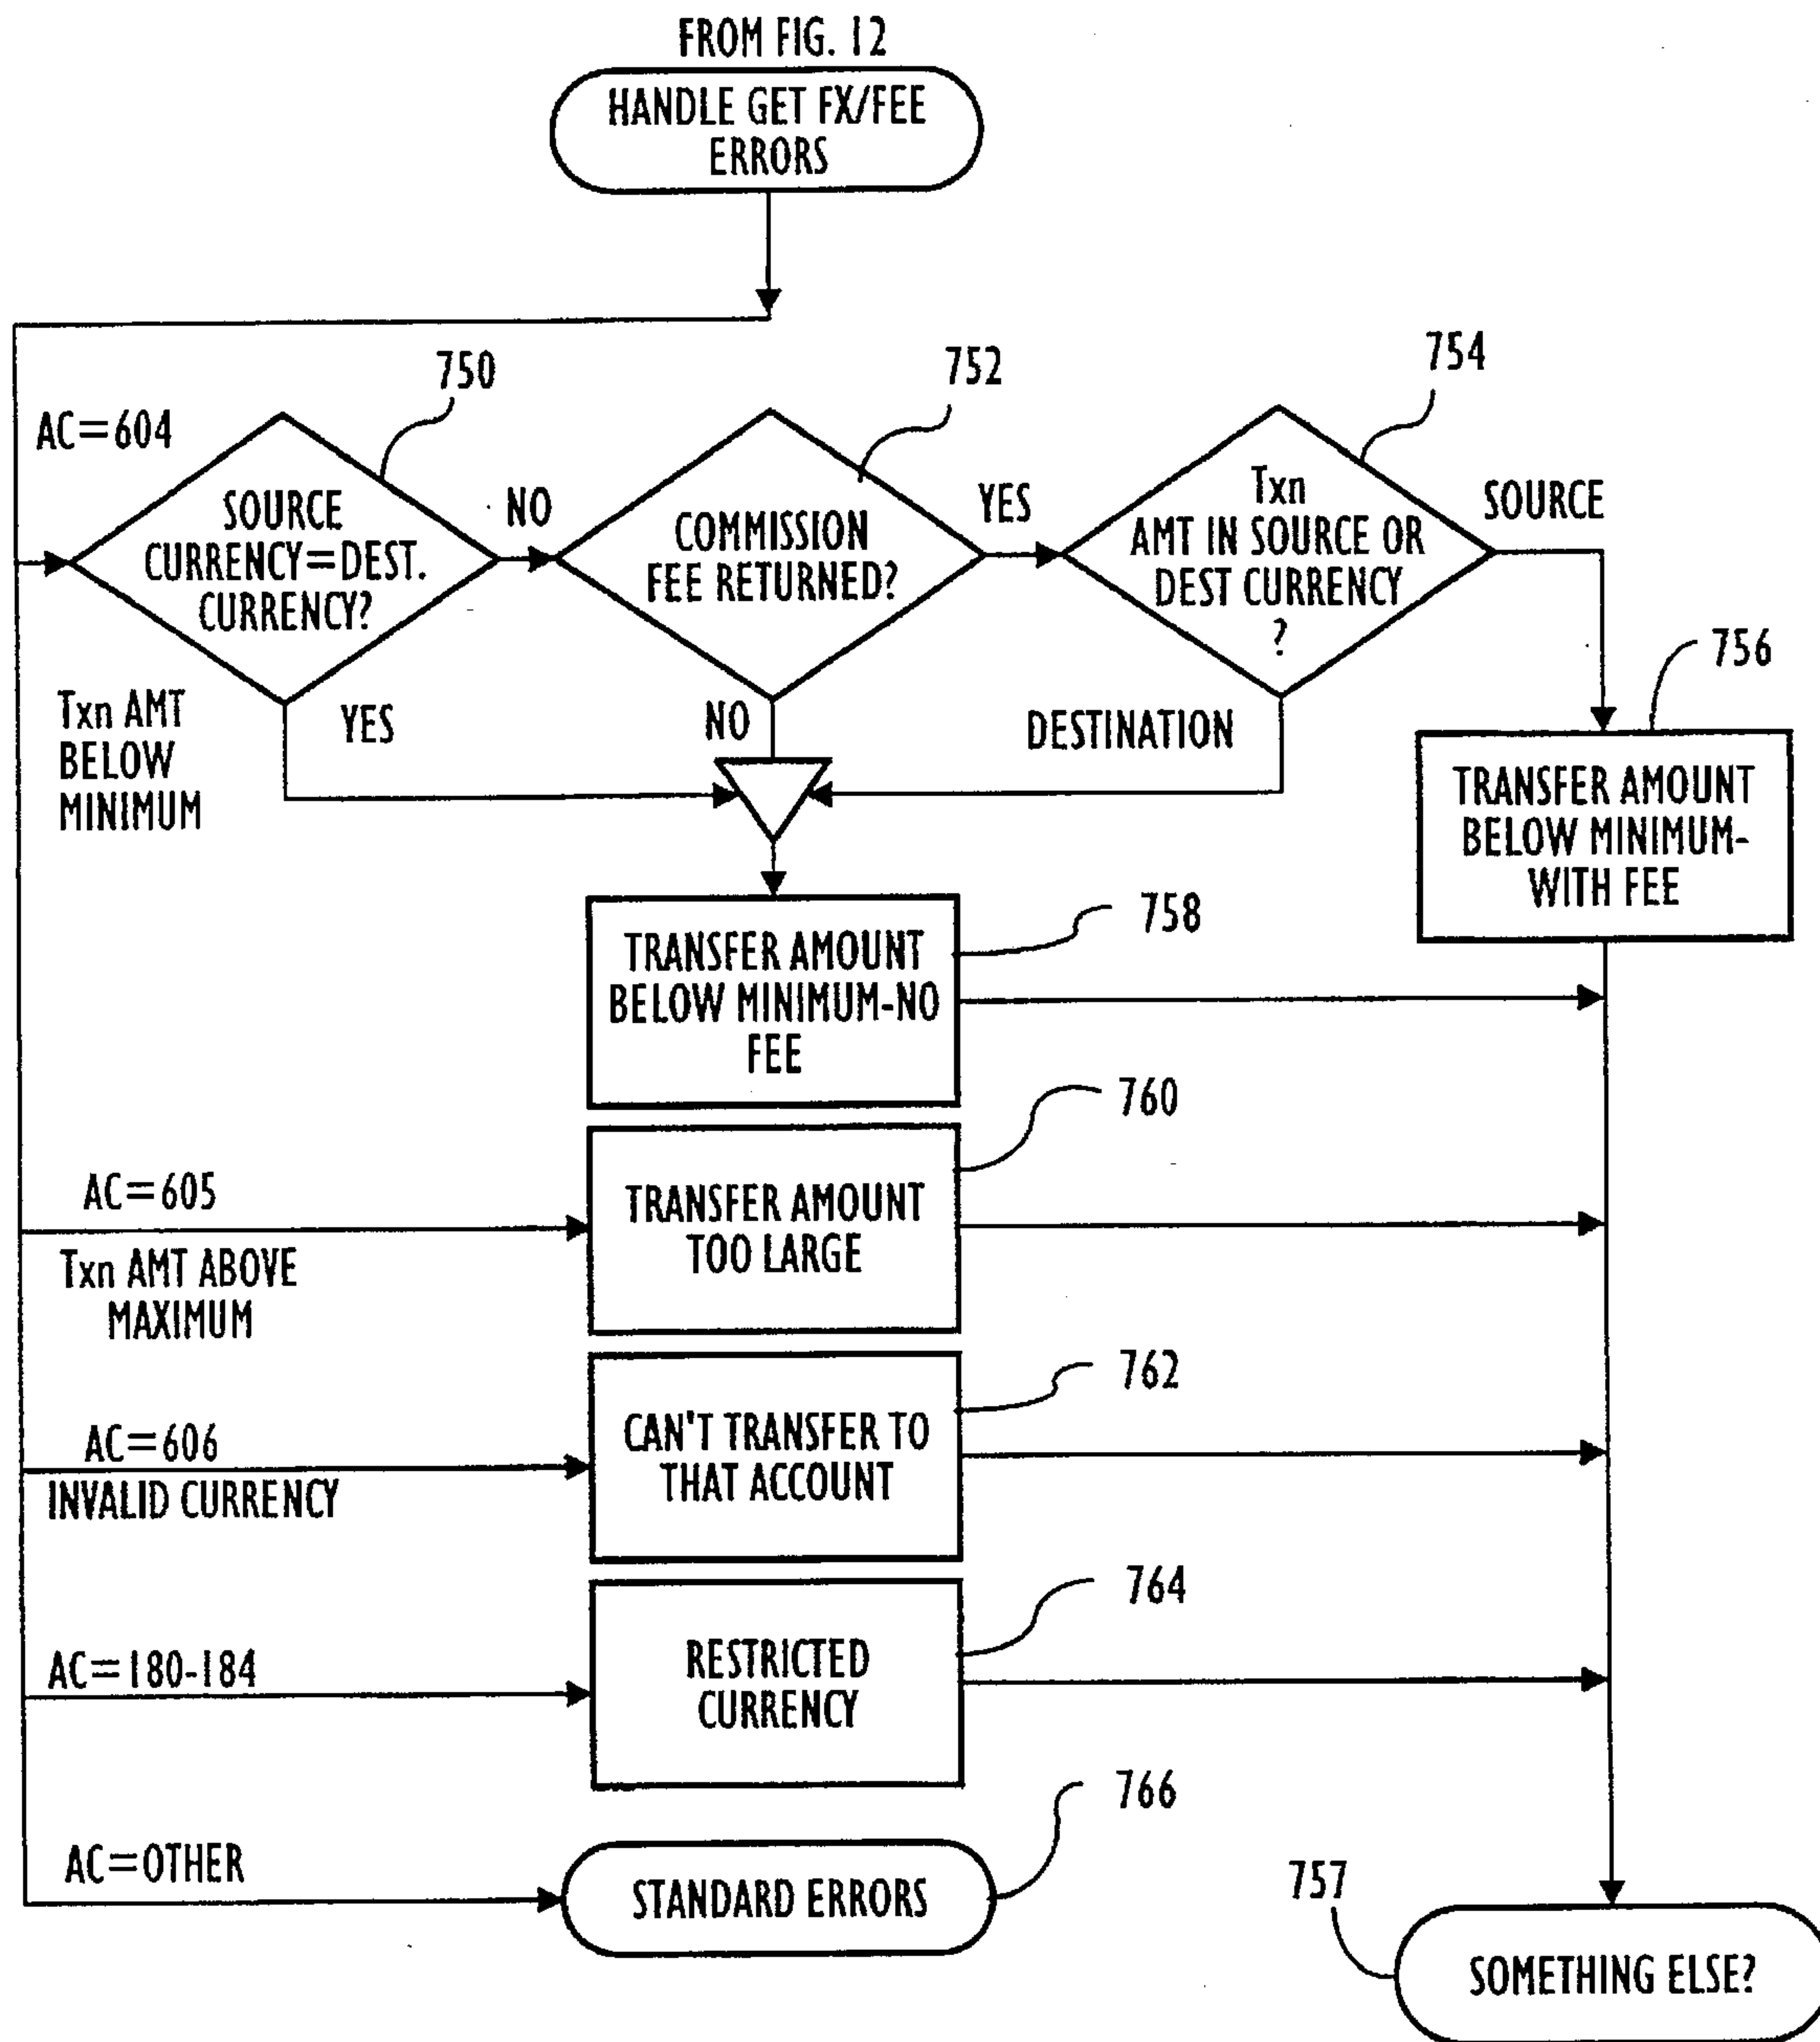 FROM FIG. 12
HANDLE GET FX/FEE
ERRORS
750
752
754
AC=604
SOURCE
CURRENCY=DEST.
CURRENCY?
NO
COMMISSION
FEE RETURNED?
YES
Txn
AMT IN SOURCE OR
DEST CURRENCY
?
SOURCE
756
Txn AMT
BELOW
MINIMUM
YES
NO
DESTINATION
TRANSFER AMOUNT
BELOW MINIMUM-
WITH FEE
758
TRANSFER AMOUNT
BELOW MINIMUM-NO
FEE
760
AC=605
Txn AMT ABOVE
MAXIMUM
TRANSFER AMOUNT
TOO LARGE
762
AC=606
INVALID CURRENCY
CAN'T TRANSFER TO
THAT ACCOUNT
764
AC=180-184
RESTRICTED
CURRENCY
766
AC=OTHER
STANDARD ERRORS
757
SOMETHING ELSE?